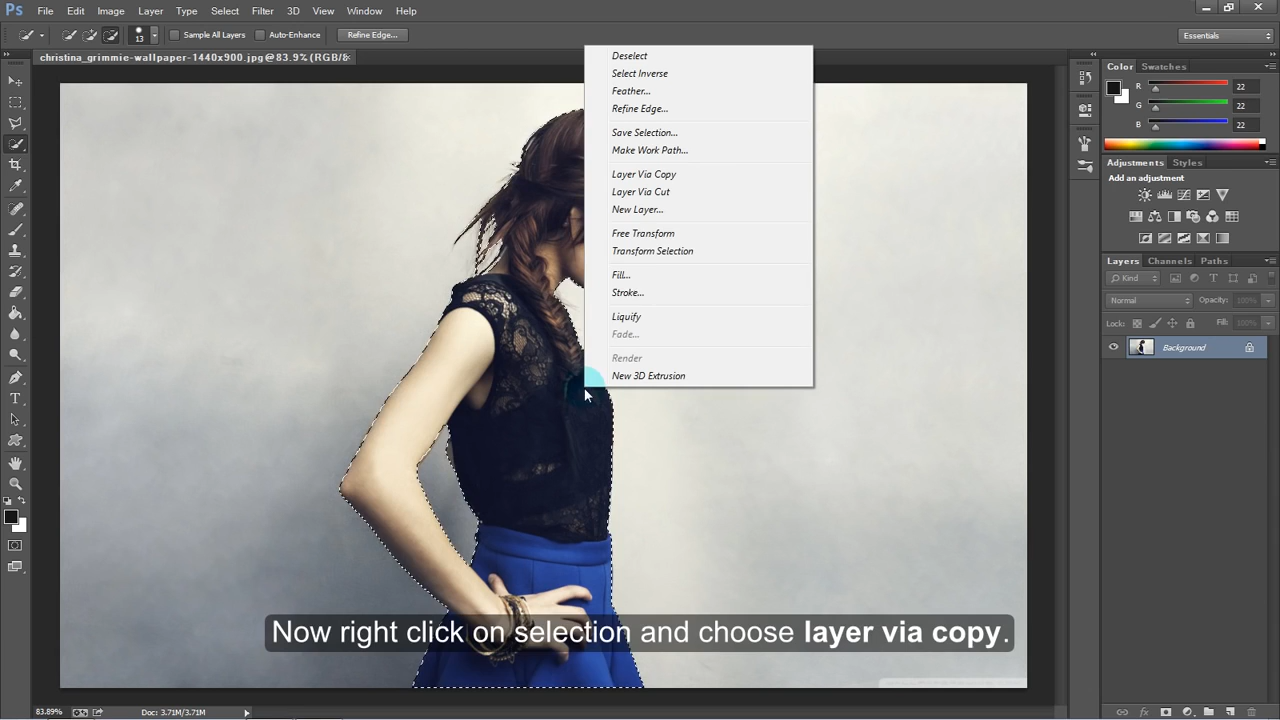 Ps File Edit Image Layer Type Select Filter 3D View Window Help
13 Sample All Layers Auto-Enhance Refine Edge... Essentials
christina_grimmie-wallpaper-1440x900.jpg@83.9%(RGB/8
Deselect
Select Inverse
Feather...
Refine Edge...
Save Selection...
Make Work Path...
Layer Via Copy
Layer Via Cut
New Layer...
Free Transform
Transform Selection
Fill...
Stroke...
Liquify
Fade...
Render
New 3D Extrusion
Color Swatches
R 22
G 22
B 22
Adjustments Styles
Add an adjustment
Layers Channels Paths
Kind
Normal Opacity: 100%
Lock: Fill: 100%
Background
Now right click on selection and choose layer via copy.
83.89% Doc: 3.71M/3.71M